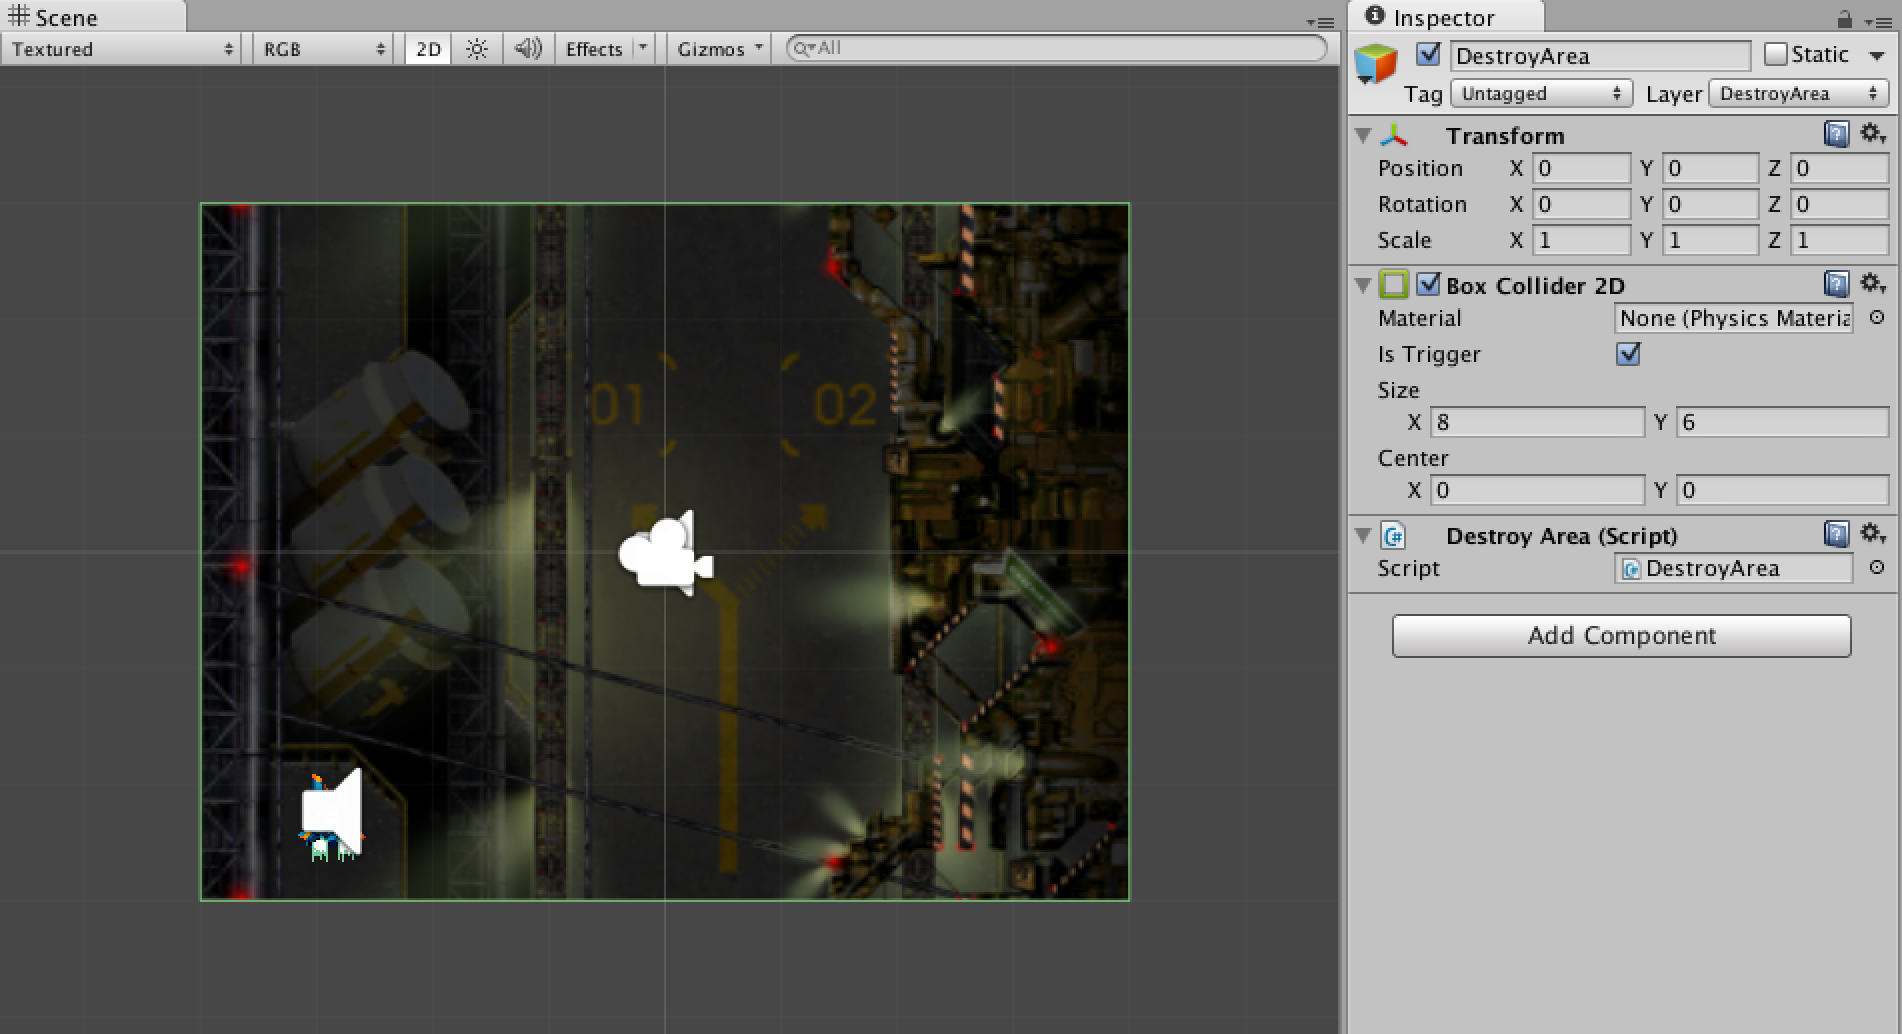 Scene
Textured RGB 2D Effects Gizmos All
01 02
Inspector
DestroyArea Static
Tag Untagged Layer DestroyArea
Transform
Position X 0 Y 0 Z 0
Rotation X 0 Y 0 Z 0
Scale X 1 Y 1 Z 1
Box Collider 2D
Material None (Physics Materia
Is Trigger
Size
X 8 Y 6
Center
X 0 Y 0
Destroy Area (Script)
Script DestroyArea
Add Component